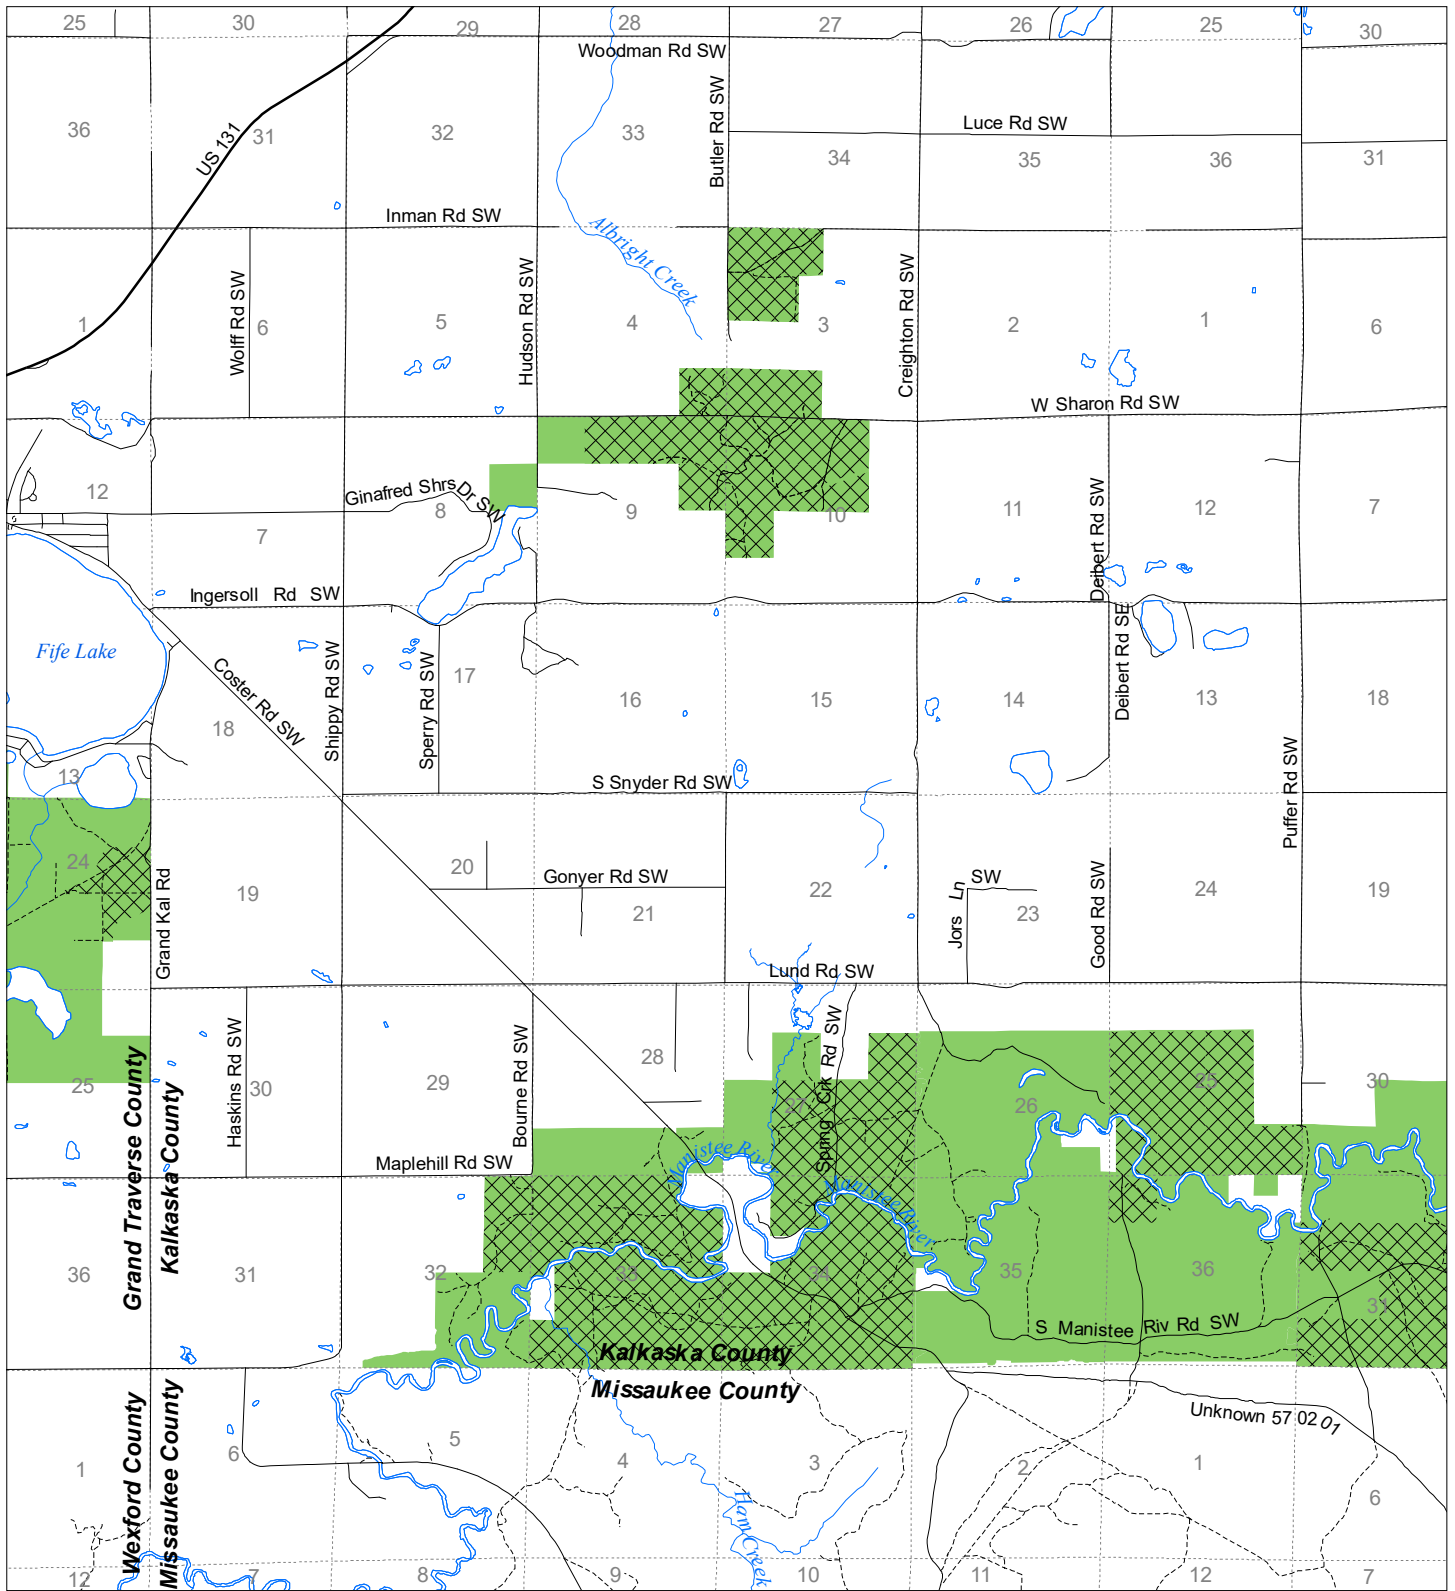 25
30
29
28
27
26
25
30
Woodman Rd SW
36
US 131
31
32
33
Butler Rd SW
34
Luce Rd SW
35
36
31
Inman Rd SW
Albright Creek
1
Wolff Rd SW
6
5
Hudson Rd SW
4
3
Creighton Rd SW
2
1
6
W Sharon Rd SW
12
7
Ginafred Shrs Dr SW
8
9
10
11
Deibert Rd SW
12
7
Ingersoll Rd SW
Fife Lake
Coster Rd SW
18
Shippy Rd SW
Sperry Rd SW
17
16
15
14
Deibert Rd SE
13
18
13
S Snyder Rd SW
Puffer Rd SW
24
Grand Kal Rd
19
20
Gonyer Rd SW
21
22
Jors Ln SW
23
Good Rd SW
24
19
Lund Rd SW
25
Grand Traverse County
Kalkaska County
Haskins Rd SW
30
29
Bourne Rd SW
28
27
Spring Crk Rd SW
26
25
30
Maplehill Rd SW
Manistee River
Manistee River
36
31
32
33
34
35
36
31
S Manistee Riv Rd SW
Kalkaska County
Missaukee County
Unknown 57 02 01
1
Wexford County
Missaukee County
6
5
4
3
2
1
6
Ham Creek
12
7
8
9
10
11
12
7